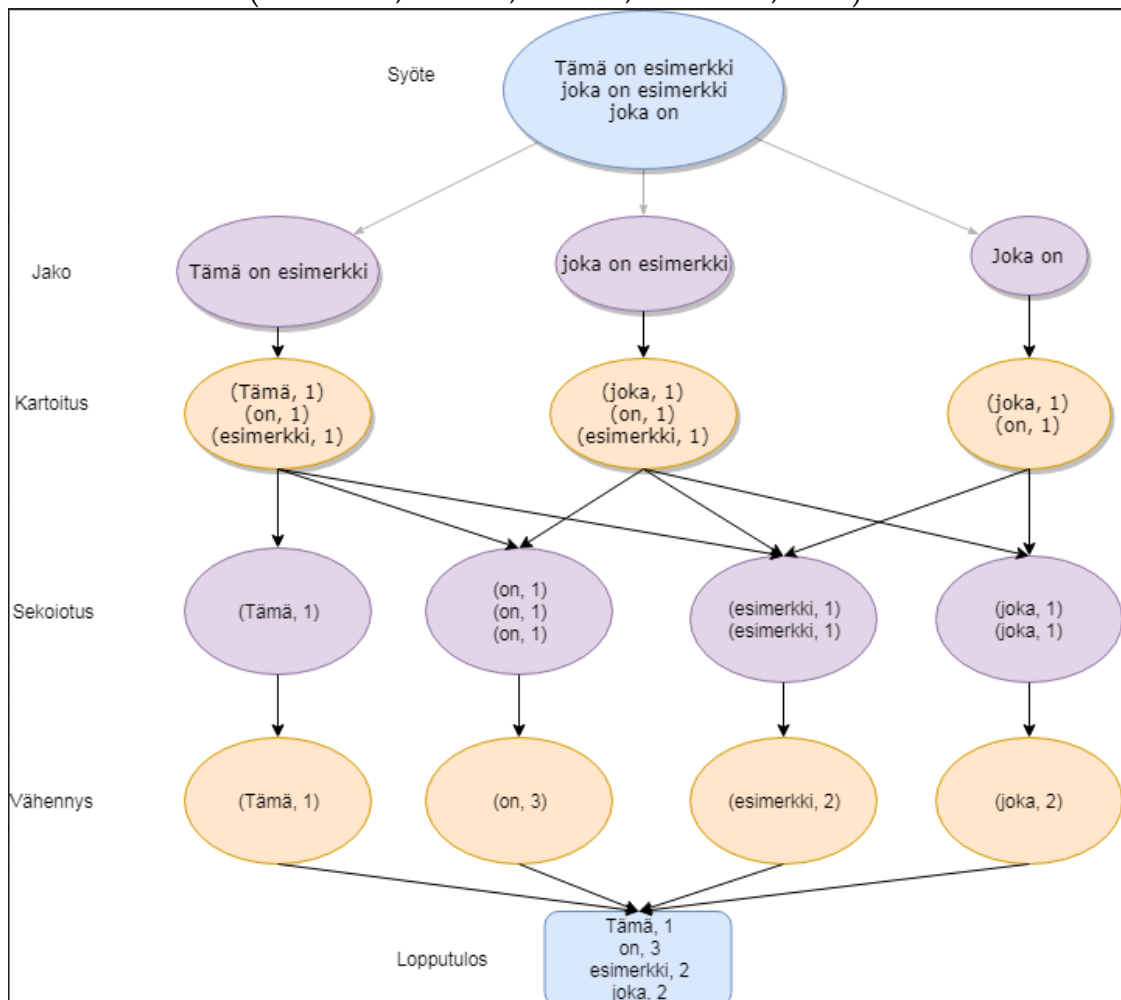 Syöte
Tämä on esimerkki
joka on esimerkki
joka on
Jako
Tämä on esimerkki
joka on esimerkki
Joka on
Kartoitus
(Tämä, 1)
(on, 1)
(esimerkki, 1)
(joka, 1)
(on, 1)
(esimerkki, 1)
(joka, 1)
(on, 1)
Sekoiotus
(Tämä, 1)
(on, 1)
(on, 1)
(on, 1)
(esimerkki, 1)
(esimerkki, 1)
(joka, 1)
(joka, 1)
Vähennys
(Tämä, 1)
(on, 3)
(esimerkki, 2)
(joka, 2)
Lopputulos
Tämä, 1
on, 3
esimerkki, 2
joka, 2